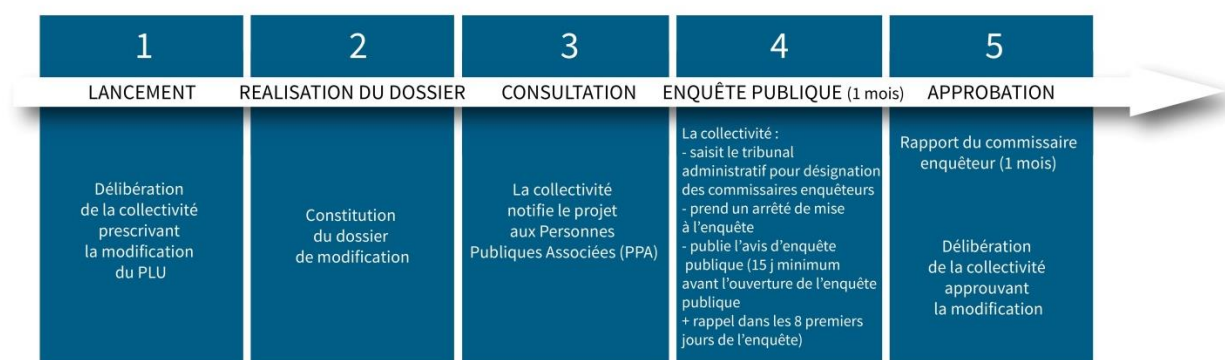 1
LANCEMENT
Délibération
de la collectivité
prescrivant
la modification
du PLU
2
REALISATION DU DOSSIER
Constitution
du dossier
de modification
3
CONSULTATION
La collectivité
notifie le projet
aux Personnes
Publiques Associées (PPA)
4
ENQUÊTE PUBLIQUE (1 mois)
La collectivité :
- saisit le tribunal
administratif pour désignation
des commissaires enquêteurs
- prend un arrêté de mise
à l’enquête
- publie l’avis d’enquête
publique (15 j minimum
avant l’ouverture de l’enquête
publique
+ rappel dans les 8 premiers
jours de l’enquête)
5
APPROBATION
Rapport du commissaire
enquêteur (1 mois)
Délibération
de la collectivité
approuvant
la modification